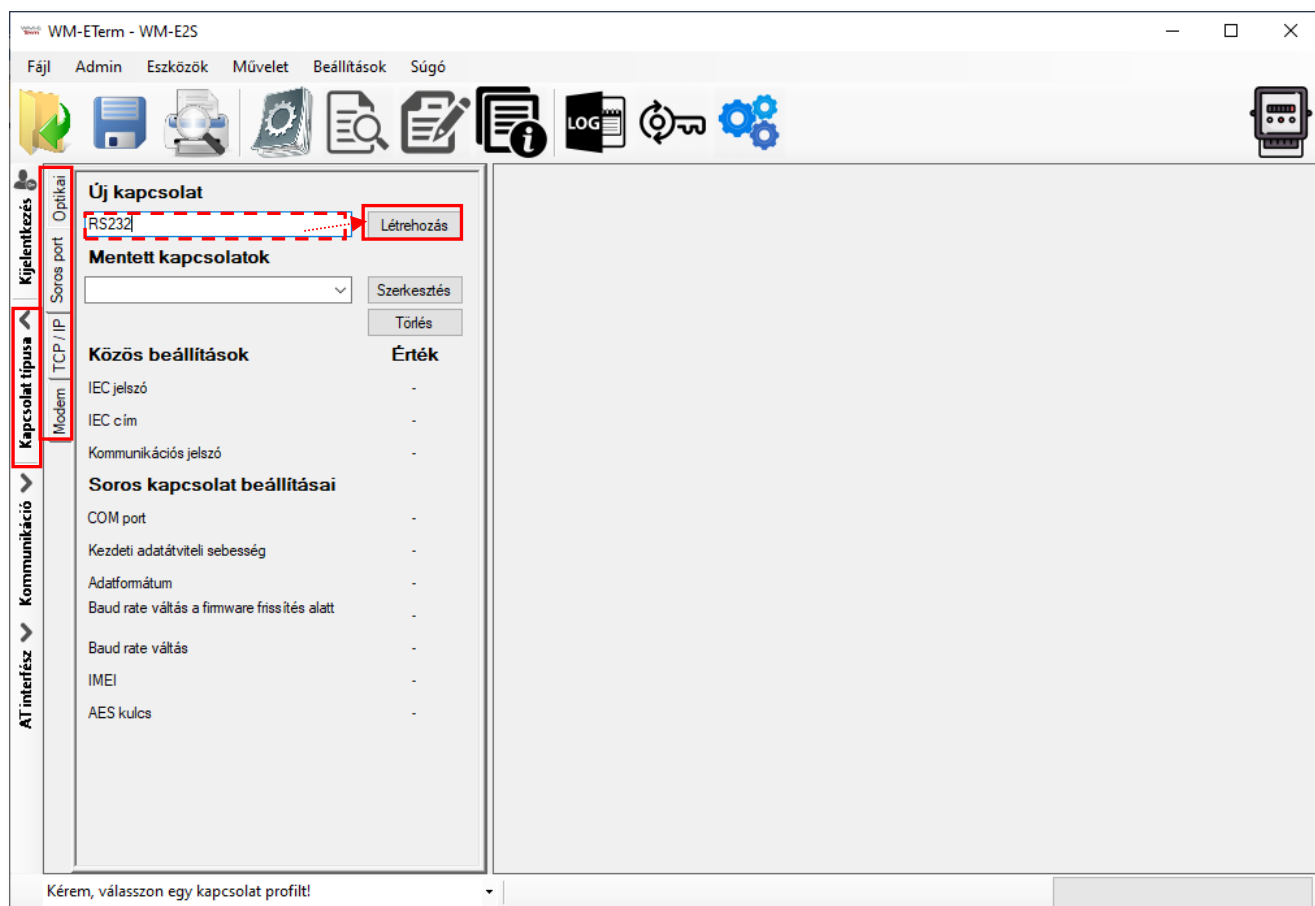 WM-ETerm - WM-E2S
Fájl Admin Eszközök Művelet Beállítások Súgó
LOG
Kijelentkezés
Kapcsolat típusa
Kommunikáció
AT interfész
Optikai
Soros port
TCP / IP
Modem
Új kapcsolat
RS232 Létrehozás
Mentett kapcsolatok
Szerkesztés
Törlés
Közös beállítások Érték
IEC jelszó -
IEC cím -
Kommunikációs jelszó -
Soros kapcsolat beállításai
COM port -
Kezdeti adatátviteli sebesség -
Adatformátum -
Baud rate váltás a firmware frissítés alatt -
Baud rate váltás -
IMEI -
AES kulcs -
Kérem, válasszon egy kapcsolat profilt!